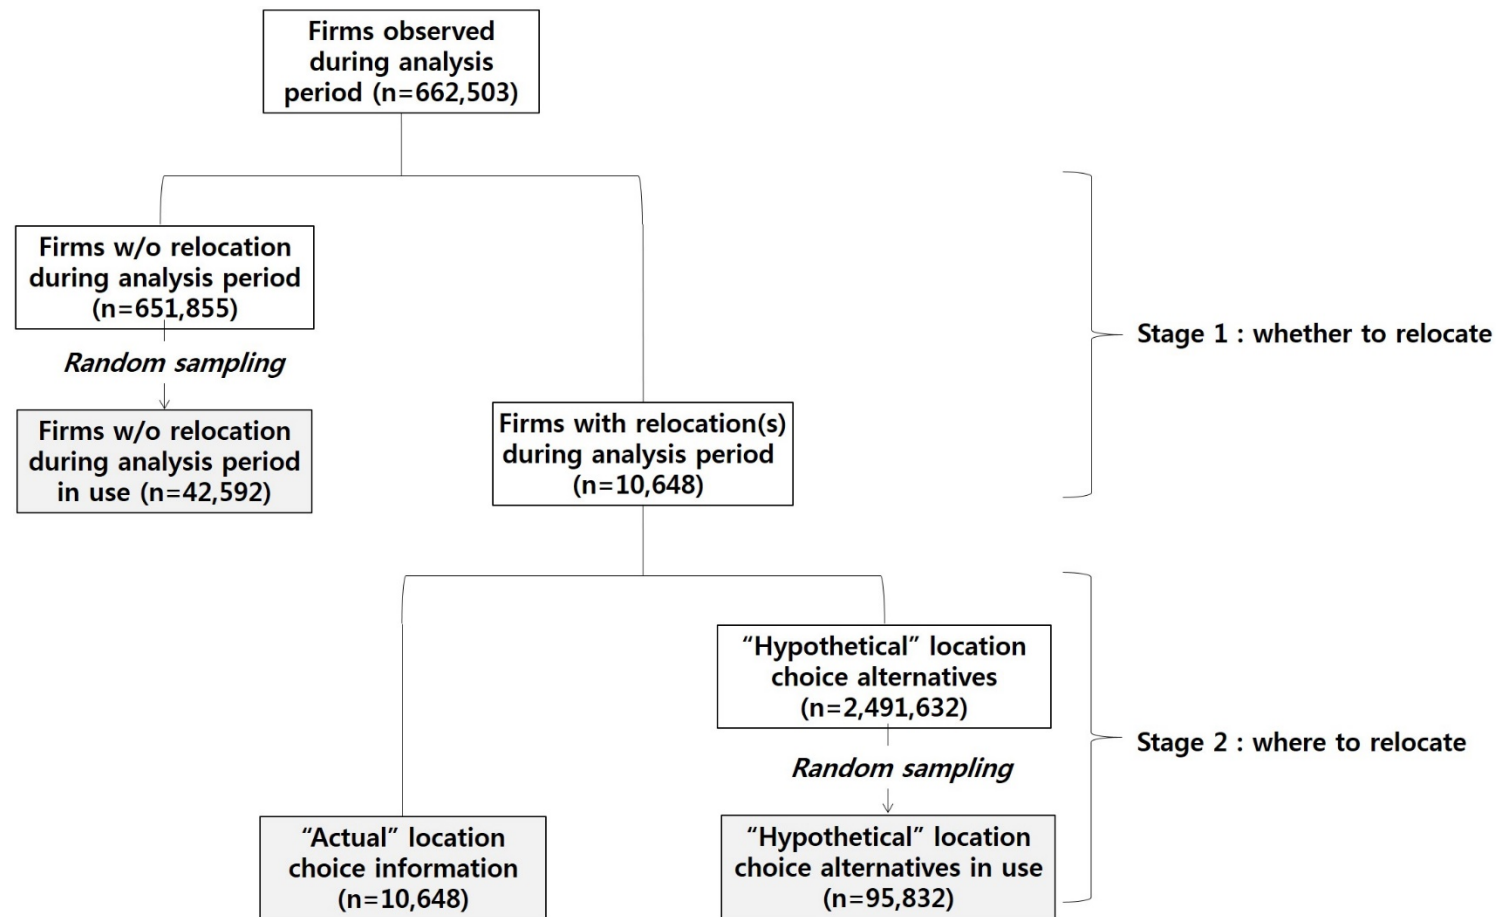 Firms observed
during analysis
period (n=662,503)
Firms w/o relocation
during analysis period
(n=651,855)
Random sampling
Firms w/o relocation
during analysis period
in use (n=42,592)
Firms with relocation(s)
during analysis period
(n=10,648)
Stage 1 : whether to relocate
“Hypothetical” location
choice alternatives
(n=2,491,632)
Random sampling
“Actual” location
choice information
(n=10,648)
“Hypothetical” location
choice alternatives in use
(n=95,832)
Stage 2 : where to relocate